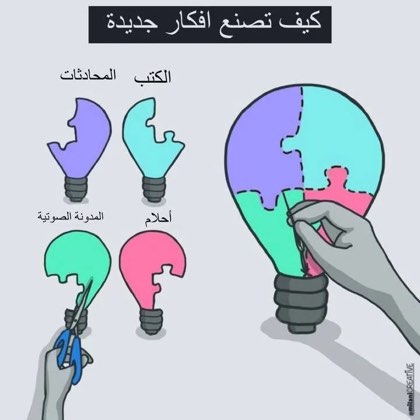 كيف تصنع افكار جديدة
الكتب
المحادثات
أحلام
المدونة الصوتية